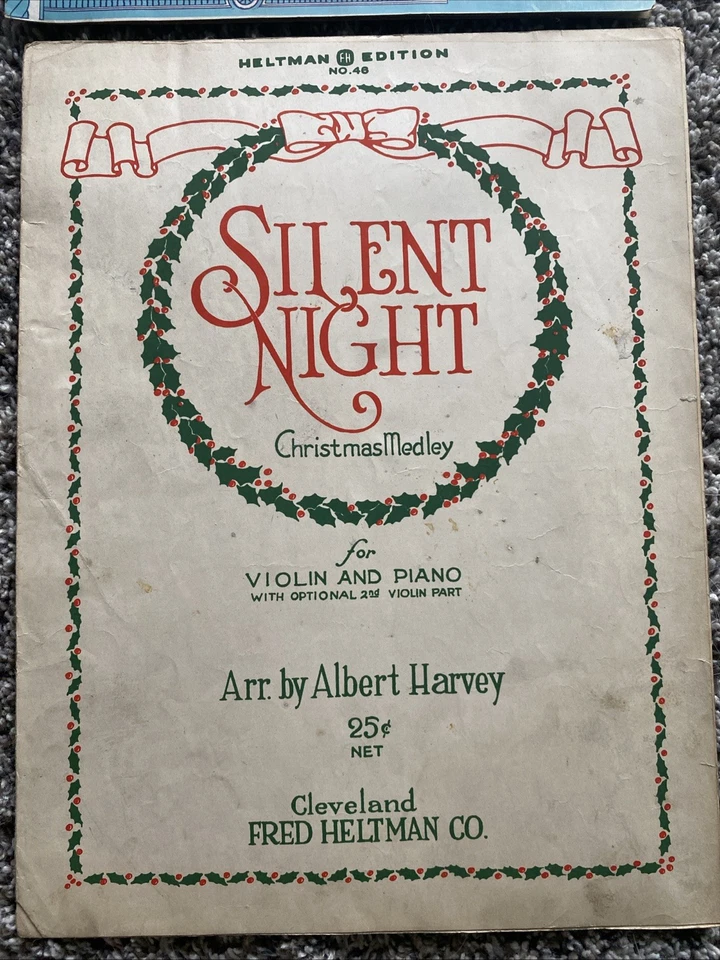 HELTMAN FH EDITION
NO. 48
SILENT
NIGHT
Christmas Medley
for
VIOLIN AND PIANO
WITH OPTIONAL 2nd VIOLIN PART
Arr. by Albert Harvey
25¢
NET
Cleveland
FRED HELTMAN CO.